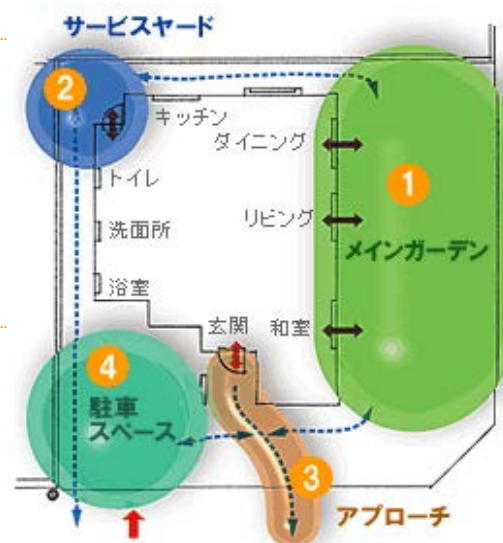 サービスヤード
2
キッチン
ダイニング
1
トイレ
リビング
洗面所
メインガーデン
浴室
玄関
和室
4
駐車
スペース
3
アプローチ